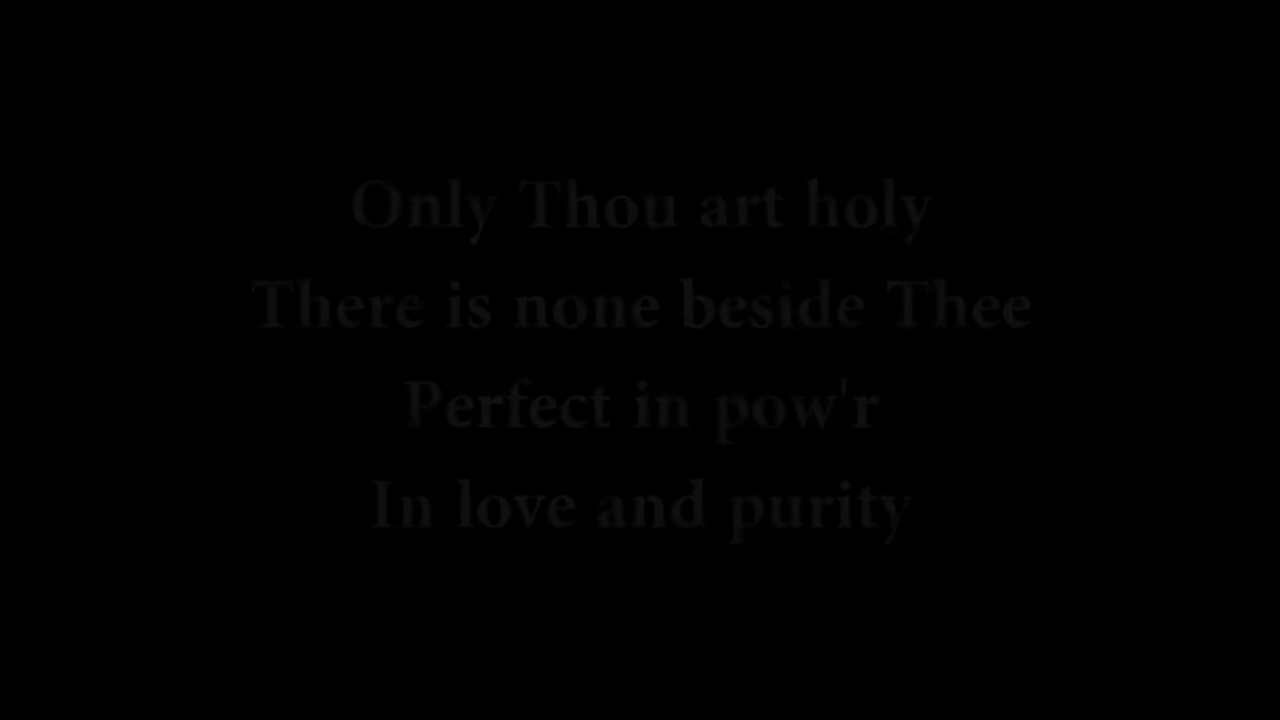 Only Thou art holy
There is none beside Thee
Perfect in pow'r
In love and purity